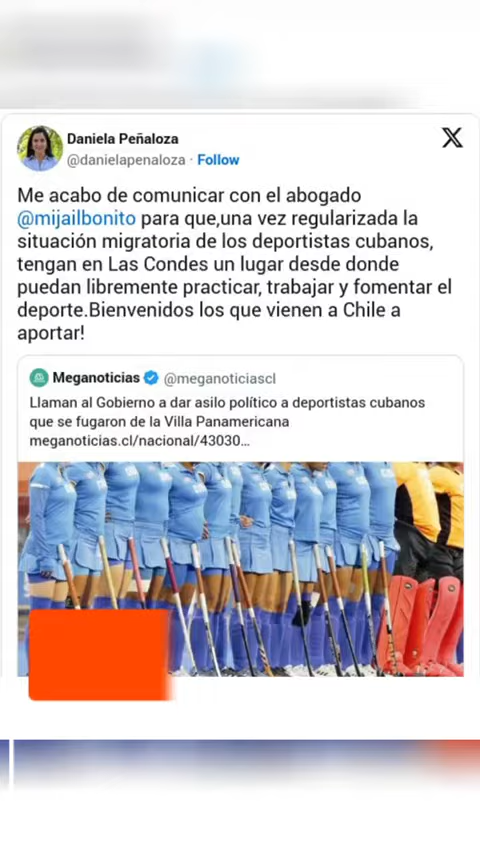 Daniela Peñaloza
@danielapenaloza · Follow
Me acabo de comunicar con el abogado
@mijailbonito para que,una vez regularizada la
situación migratoria de los deportistas cubanos,
tengan en Las Condes un lugar desde donde
puedan libremente practicar, trabajar y fomentar el
deporte.Bienvenidos los que vienen a Chile a
aportar!
Meganoticias @meganoticiascl
Llaman al Gobierno a dar asilo político a deportistas cubanos
que se fugaron de la Villa Panamericana
meganoticias.cl/nacional/43030...